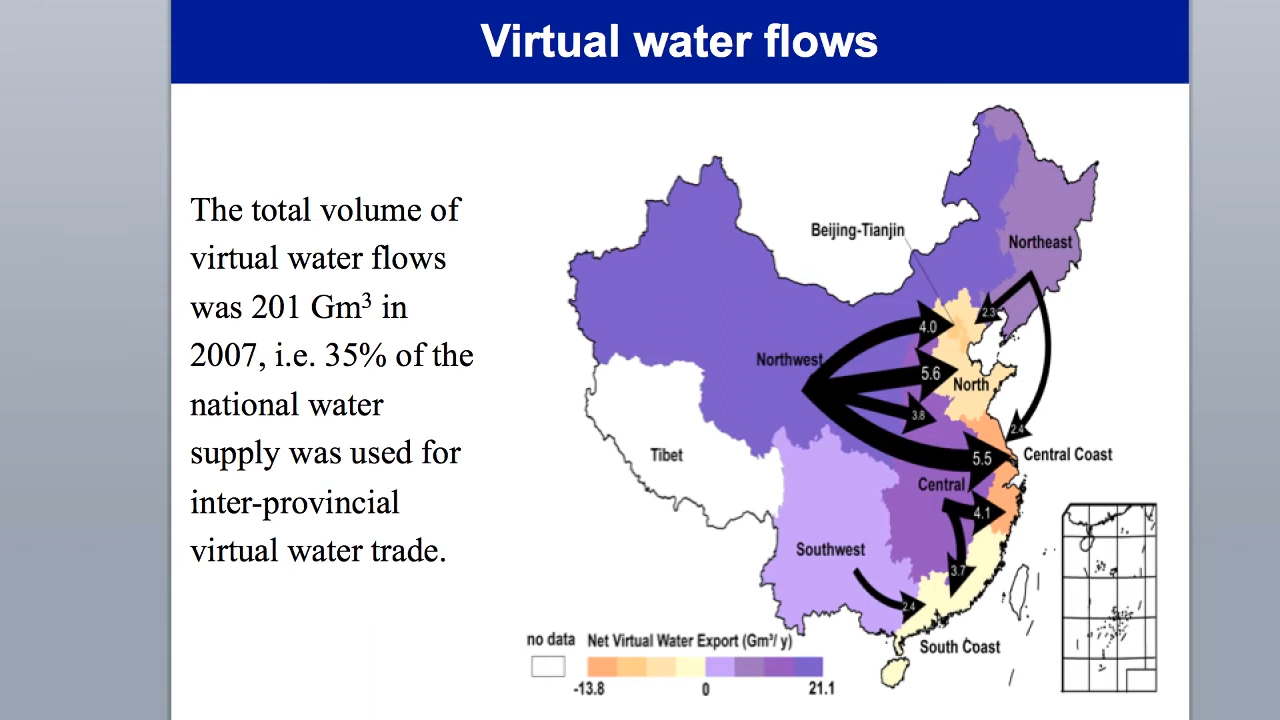 Virtual water flows
The total volume of
virtual water flows
was 201 Gm³ in
2007, i.e. 35% of the
national water
supply was used for
inter-provincial
virtual water trade.
Beijing-Tianjin
Northeast
2.3
4.0
Northwest
5.6
North
3.8
2.4
Tibet
5.5
Central Coast
Central
4.1
Southwest
3.7
2.4
South Coast
no data
Net Virtual Water Export (Gm³/ y)
-13.8
0
21.1